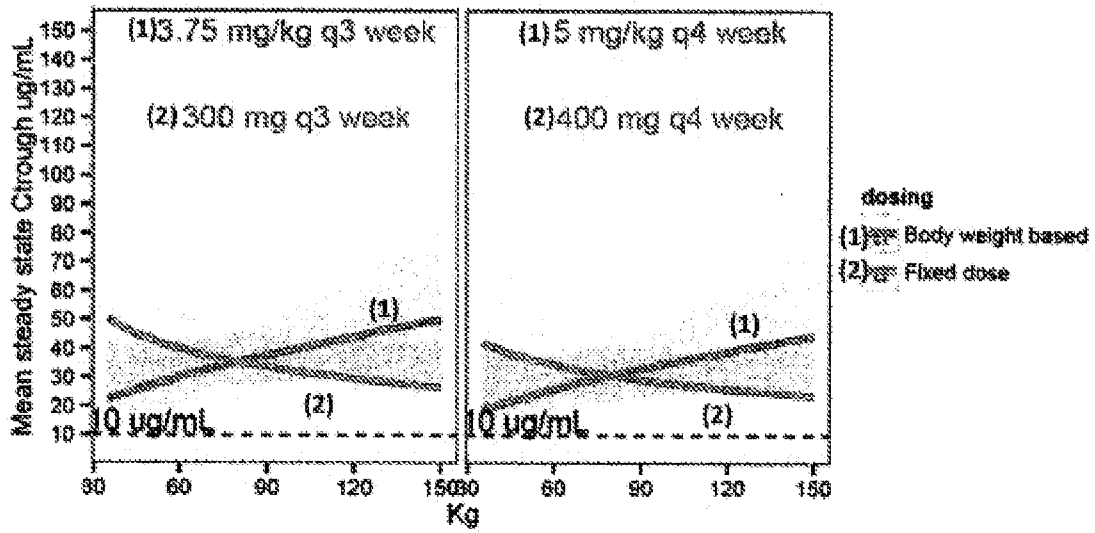 Mean steady state Ctrough ug/mL
150
140
130
120
110
100
90
80
70
60
50
40
30
20
10
(1)3.75 mg/kg q3 week
(2)300 mg q3 week
(1)
(2)
10 ug/mL
30 60 90 120 150
(1)5 mg/kg q4 week
(2)400 mg q4 week
(1)
(2)
10 ug/mL
30 60 90 120 150
Kg
dosing
(1) Body weight based
(2) Fixed dose